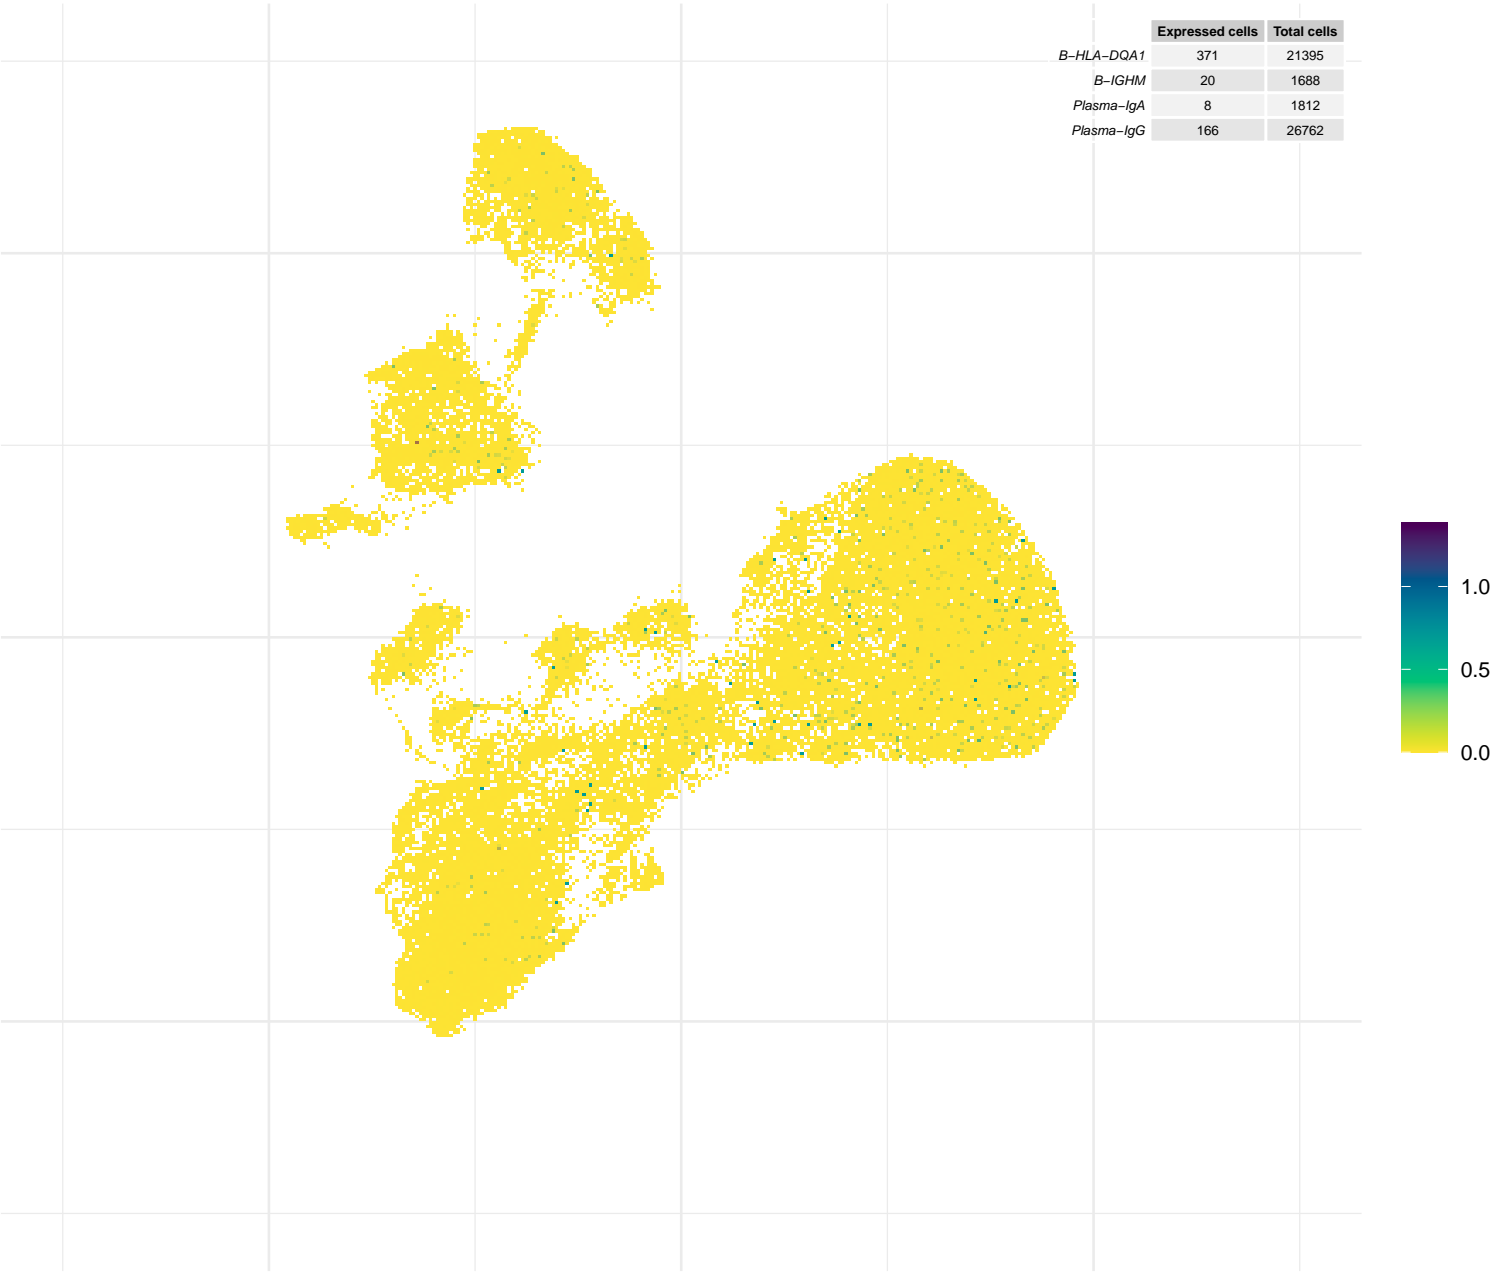 Expressed cells Total cells
B−HLA−DQA1 371 21395
B−IGHM 20 1688
Plasma−IgA 8 1812
Plasma−IgG 166 26762
1.0
0.5
0.0